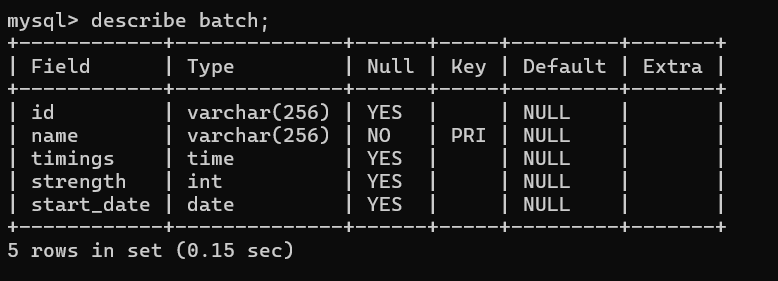 mysql> describe batch;
+------------+--------------+------+-----+---------+-------+
| Field      | Type         | Null | Key | Default | Extra |
+------------+--------------+------+-----+---------+-------+
| id         | varchar(256) | YES  |     | NULL    |       |
| name       | varchar(256) | NO   | PRI | NULL    |       |
| timings    | time         | YES  |     | NULL    |       |
| strength   | int          | YES  |     | NULL    |       |
| start_date | date         | YES  |     | NULL    |       |
+------------+--------------+------+-----+---------+-------+
5 rows in set (0.15 sec)